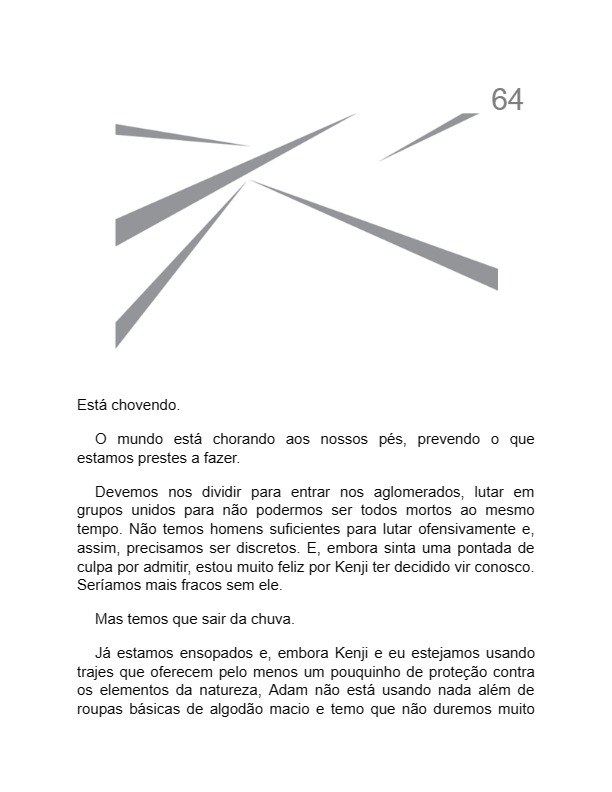 64
Está chovendo.
O mundo está chorando aos nossos pés, prevendo o que
estamos prestes a fazer.
Devemos nos dividir para entrar nos aglomerados, lutar em
grupos unidos para não podermos ser todos mortos ao mesmo
tempo. Não temos homens suficientes para lutar ofensivamente e,
assim, precisamos ser discretos. E, embora sinta uma pontada de
culpa por admitir, estou muito feliz por Kenji ter decidido vir conosco.
Seríamos mais fracos sem ele.
Mas temos que sair da chuva.
Já estamos ensopados e, embora Kenji e eu estejamos usando
trajes que oferecem pelo menos um pouquinho de proteção contra
os elementos da natureza, Adam não está usando nada além de
roupas básicas de algodão macio e temo que não duremos muito